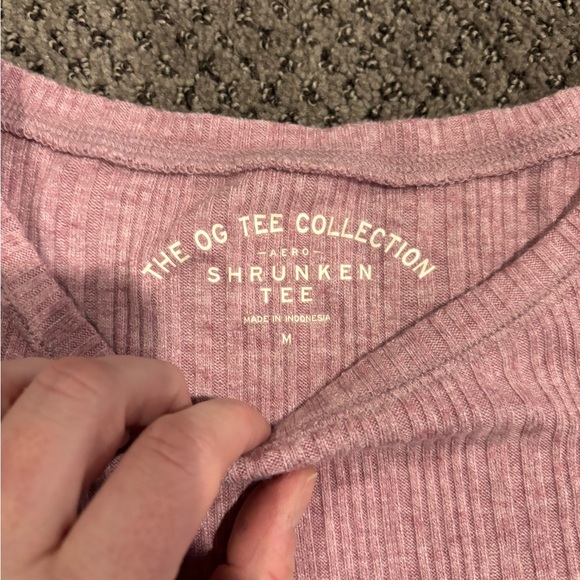 THE OG TEE COLLECTION
–AERO–
SHRUNKEN
TEE
MADE IN INDONESIA
M